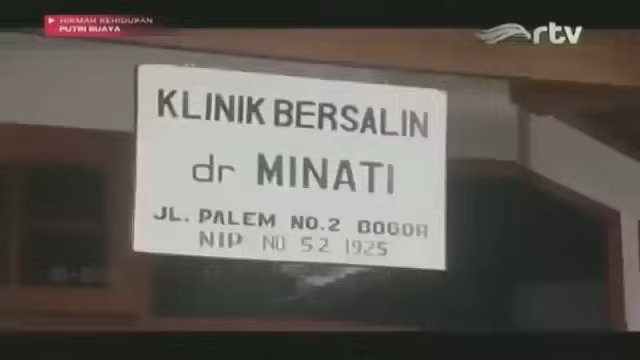 HIKMAH KEHIDUPAN
PUTRI BUAYA
rtv
KLINIK BERSALIN
dr MINATI
JL. PALEM NO.2 BOGOR
NIP NO 52 1925